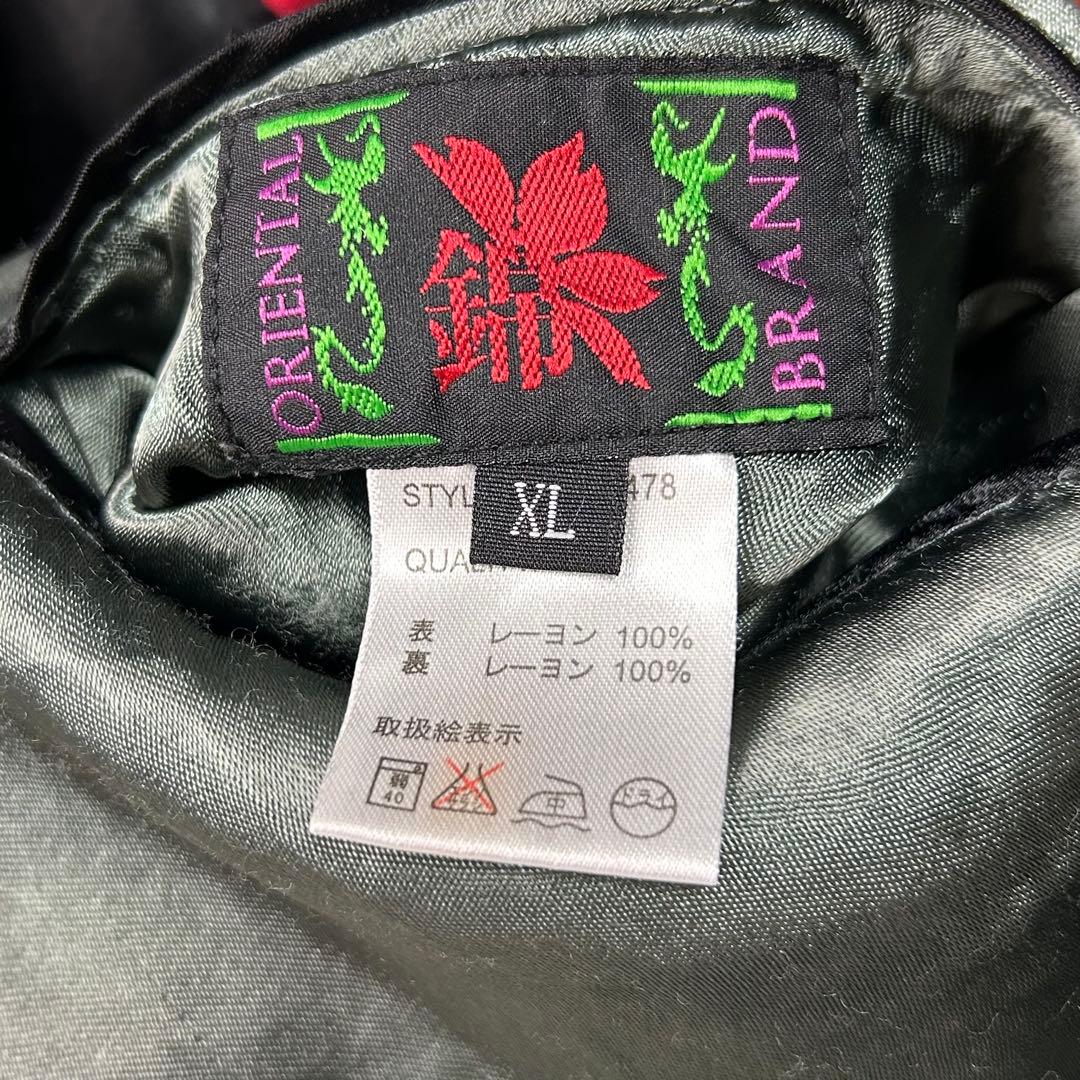 ORIENTAL
錦
BRAND
XL
STYL 478
表 レーヨン 100%
裏 レーヨン 100%
取扱絵表示
弱
40
中
ドライ